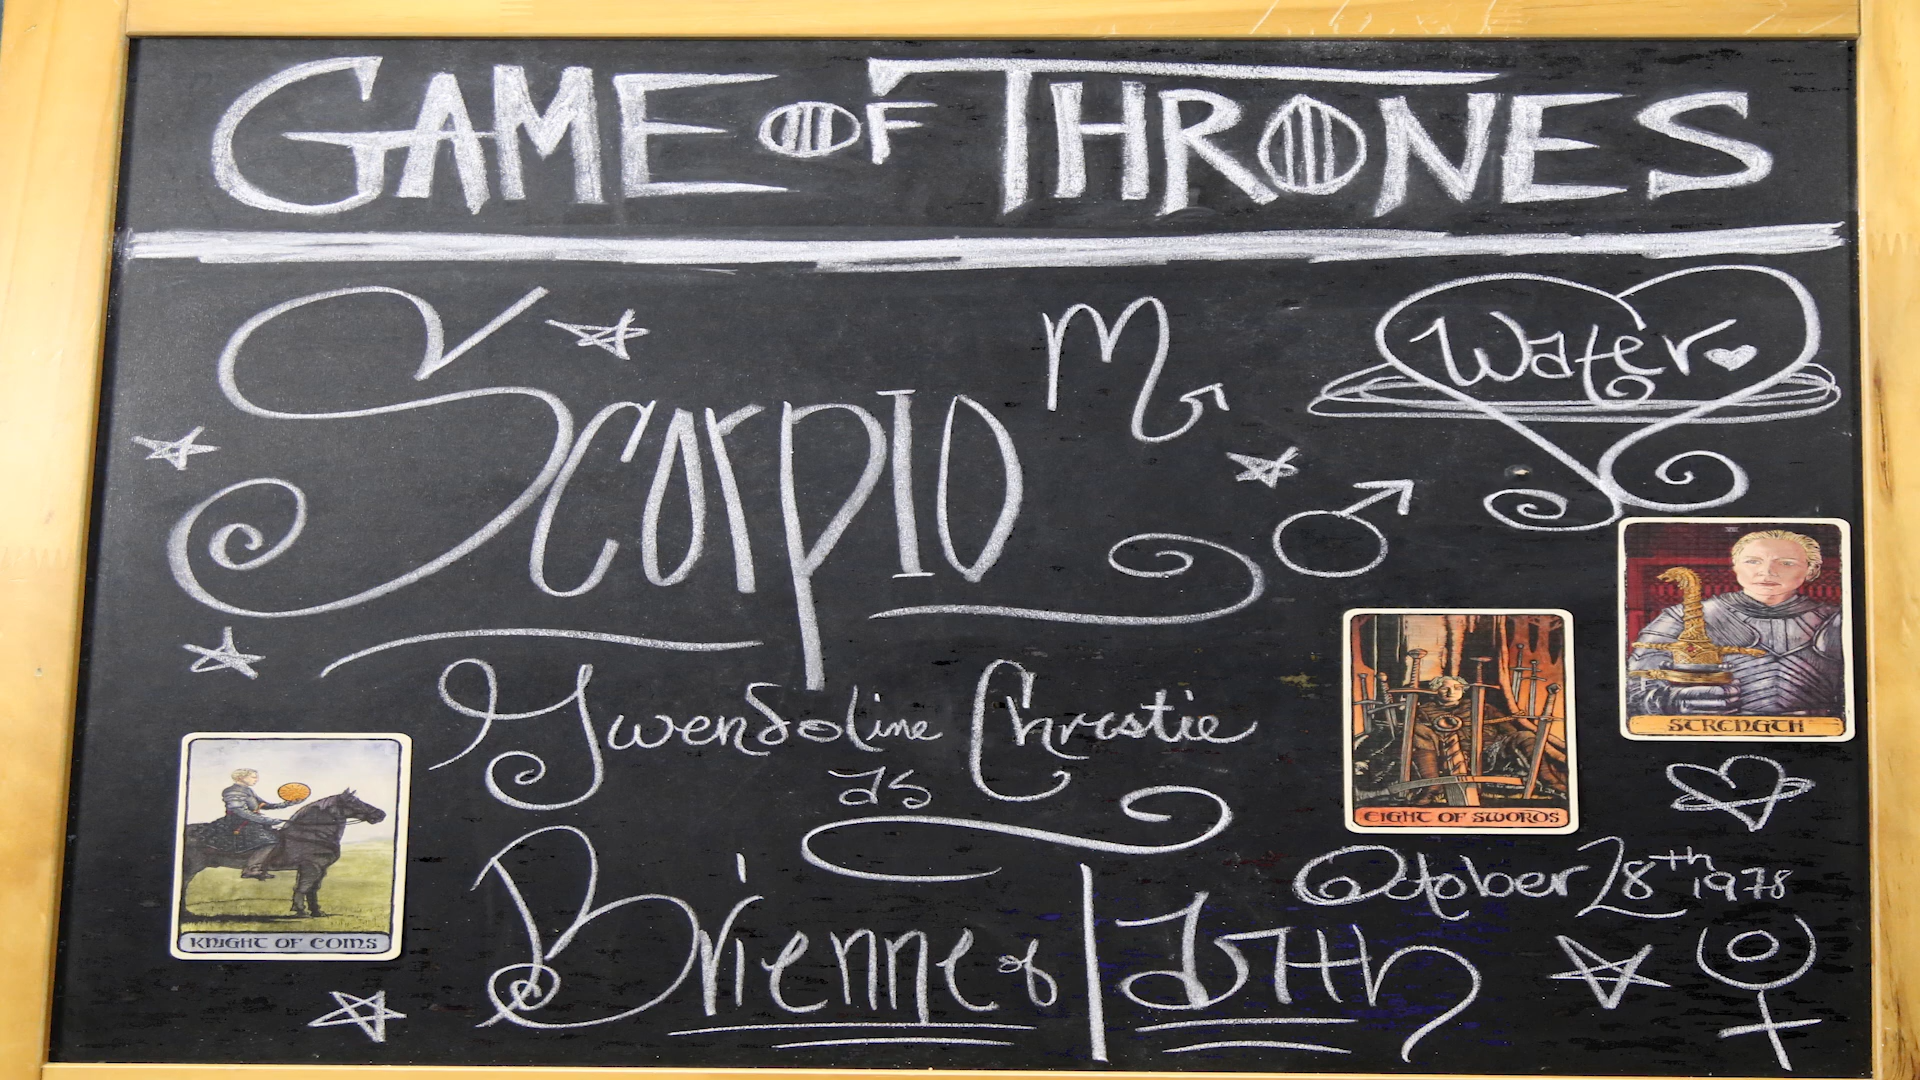 GAME OF THRONES
Scorpio
Water
Gwendoline Christie
as
Brienne of Tarth
October 28th 1978
KNIGHT OF COINS
EIGHT OF SWORDS
VIII
STRENGTH